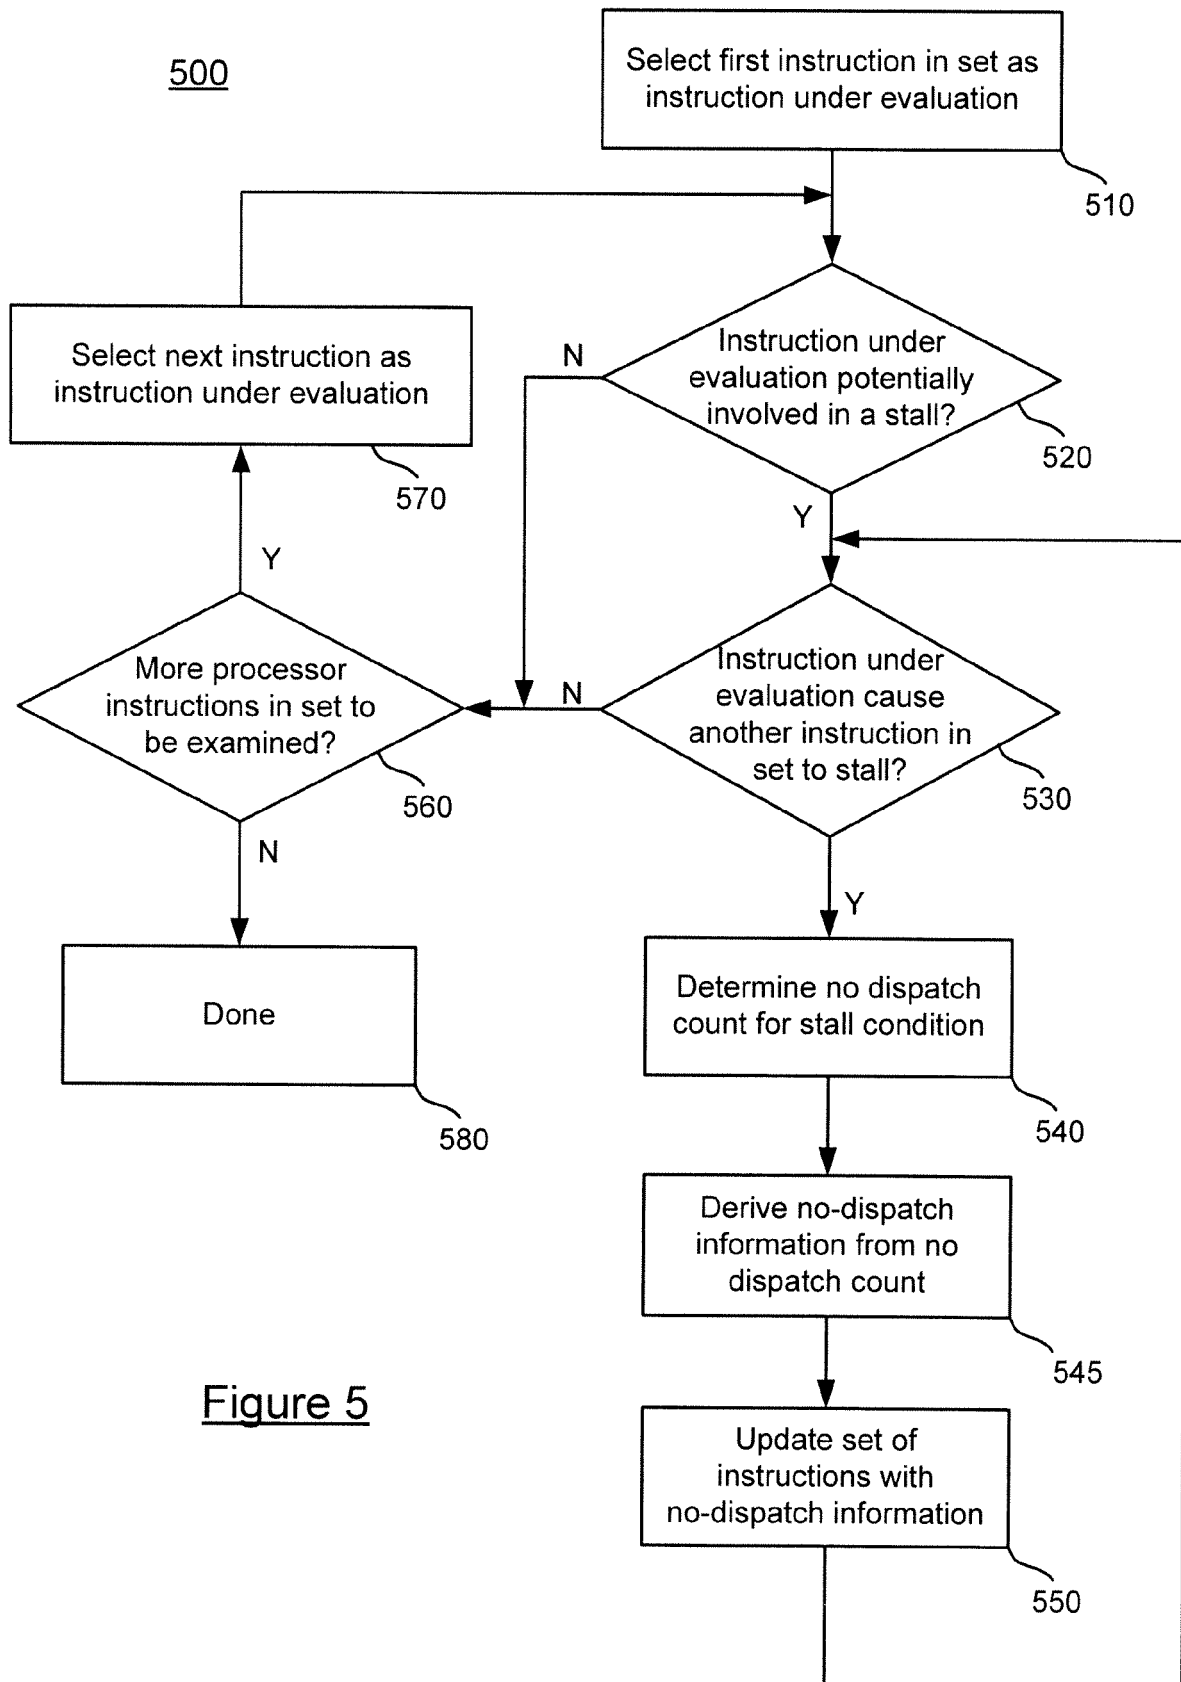 500
Select first instruction in set as
instruction under evaluation
510
Select next instruction as
instruction under evaluation
570
N
Instruction under
evaluation potentially
involved in a stall?
520
Y
Y
More processor
instructions in set to
be examined?
560
N
Instruction under
evaluation cause
another instruction in
set to stall?
530
N
Y
Done
580
Determine no dispatch
count for stall condition
540
Derive no-dispatch
information from no
dispatch count
545
Figure 5
Update set of
instructions with
no-dispatch information
550